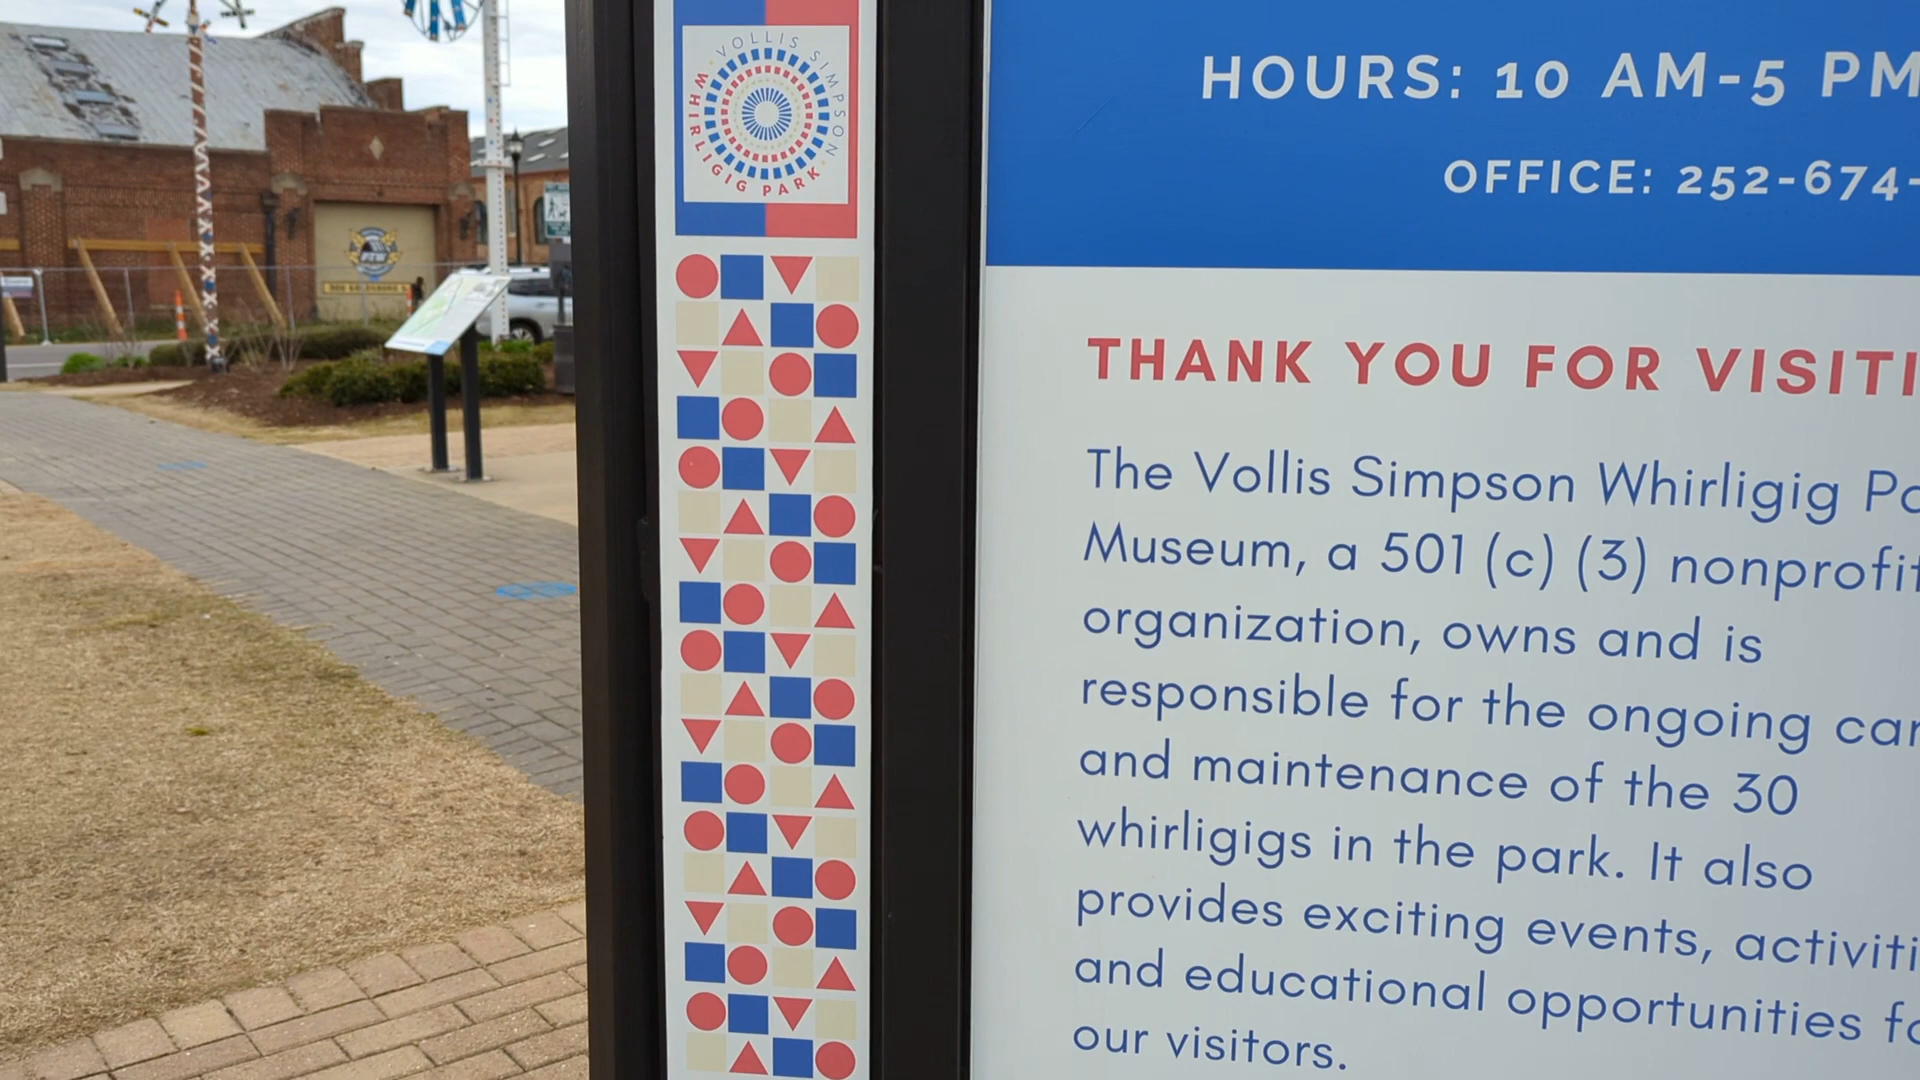 VOLLIS SIMPSON
WHIRLIGIG PARK
HOURS: 10 AM-5 PM
OFFICE: 252-674-
THANK YOU FOR VISITI
The Vollis Simpson Whirligig Pa
Museum, a 501 (c) (3) nonprofit
organization, owns and is
responsible for the ongoing car
and maintenance of the 30
whirligigs in the park. It also
provides exciting events, activiti
and educational opportunities fo
our visitors.